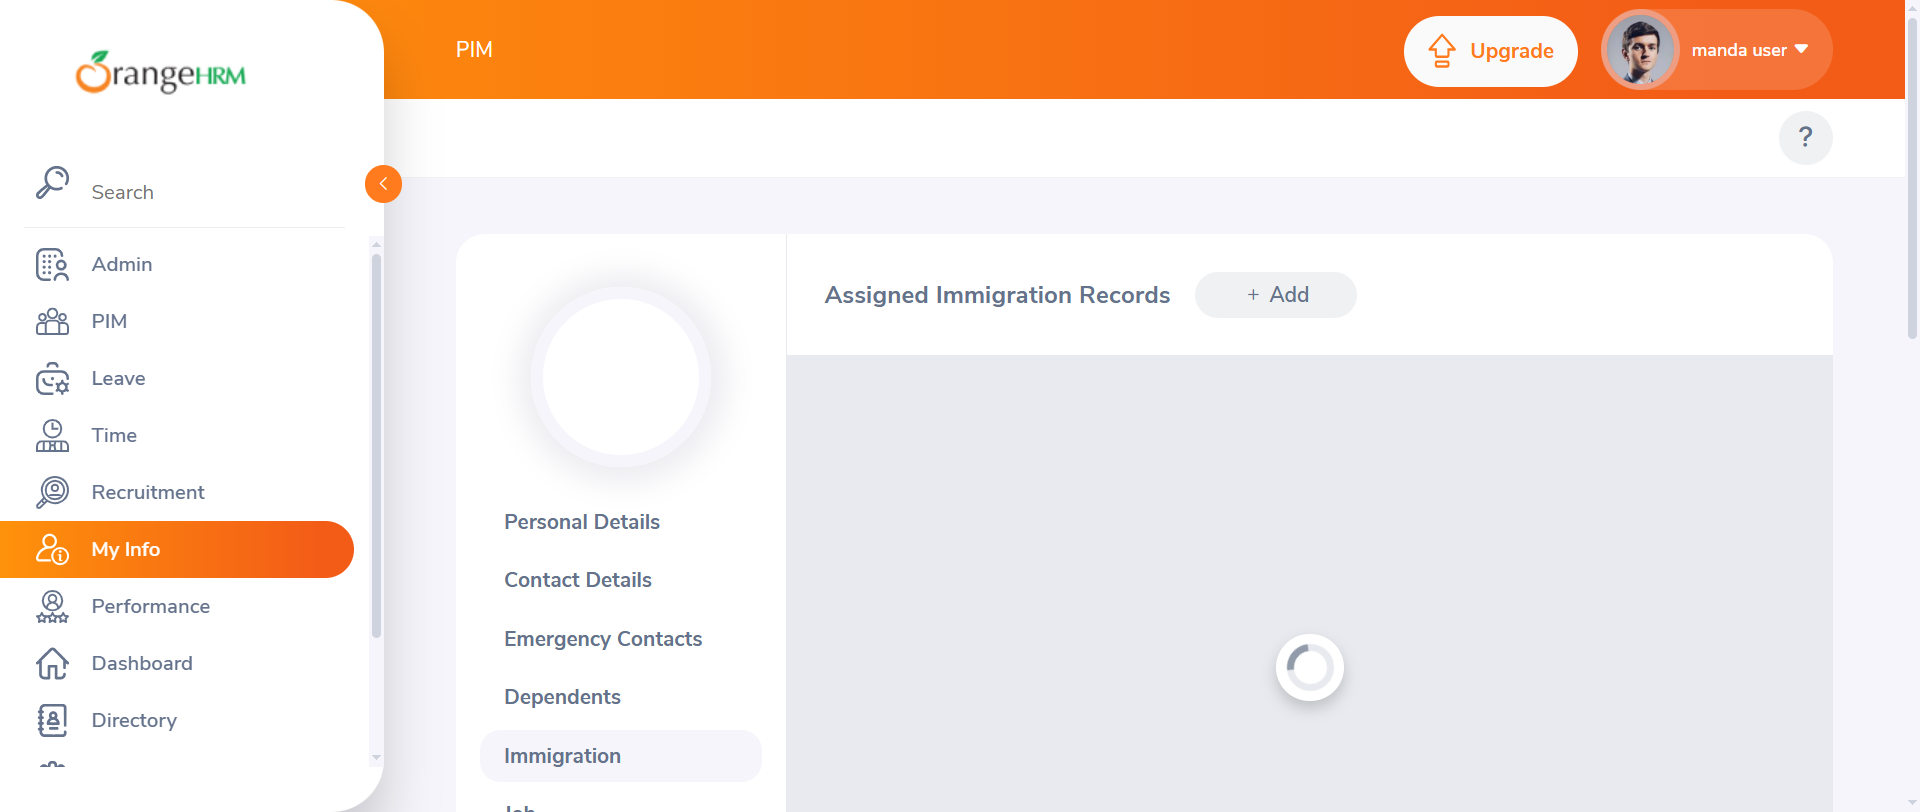 OrangeHRM
PIM
Upgrade
manda user
?
Search
Admin
PIM
Leave
Time
Recruitment
My Info
Performance
Dashboard
Directory
Assigned Immigration Records
+ Add
Personal Details
Contact Details
Emergency Contacts
Dependents
Immigration
Job